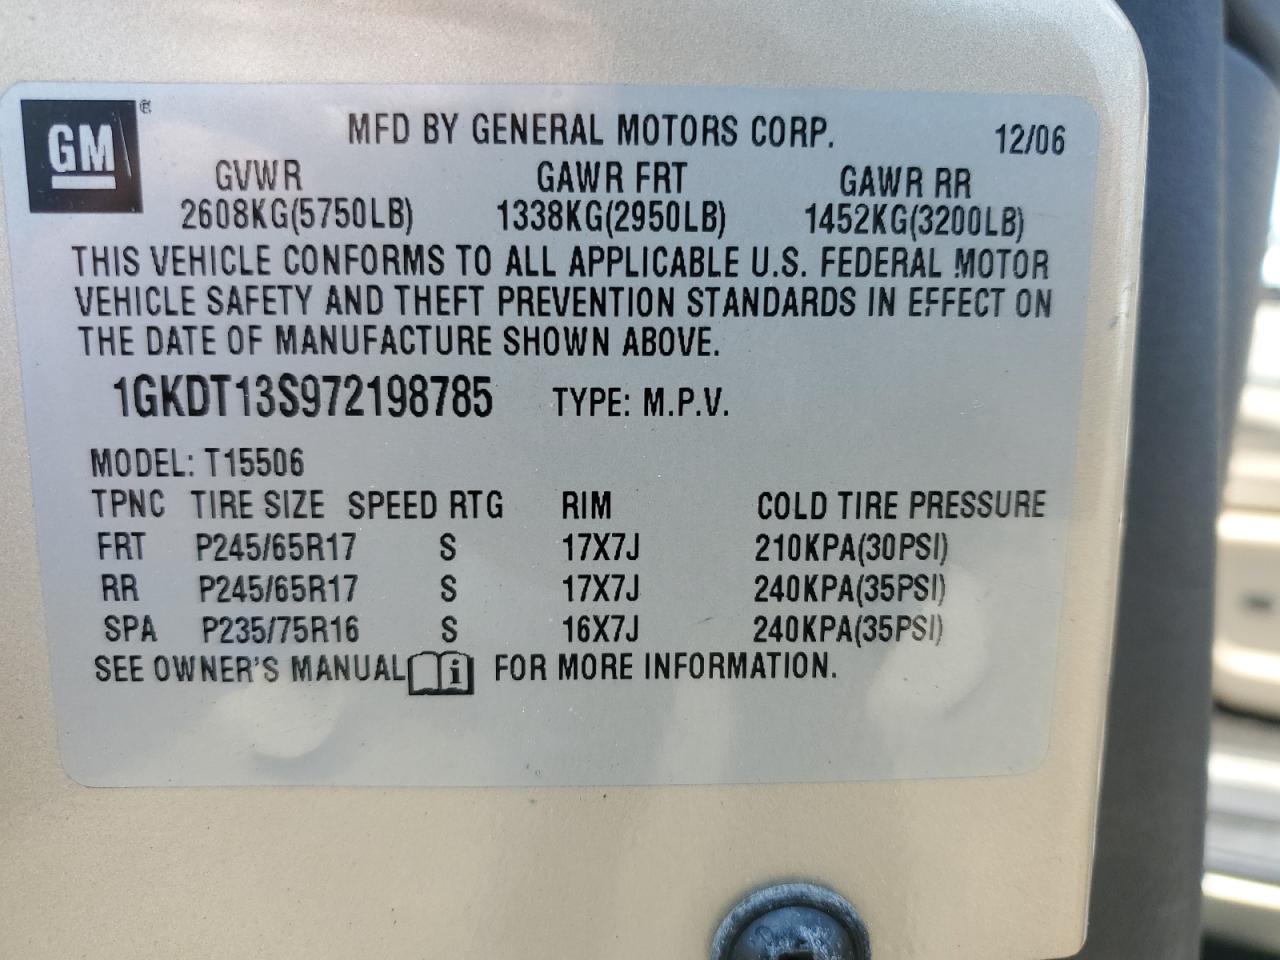 GM ®
MFD BY GENERAL MOTORS CORP. 12/06
GVWR GAWR FRT GAWR RR
2608KG(5750LB) 1338KG(2950LB) 1452KG(3200LB)
THIS VEHICLE CONFORMS TO ALL APPLICABLE U.S. FEDERAL MOTOR
VEHICLE SAFETY AND THEFT PREVENTION STANDARDS IN EFFECT ON
THE DATE OF MANUFACTURE SHOWN ABOVE.
1GKDT13S972198785 TYPE: M.P.V.
MODEL: T15506
TPNC TIRE SIZE SPEED RTG RIM COLD TIRE PRESSURE
FRT P245/65R17 S 17X7J 210KPA(30PSI)
RR P245/65R17 S 17X7J 240KPA(35PSI)
SPA P235/75R16 S 16X7J 240KPA(35PSI)
SEE OWNER'S MANUAL i FOR MORE INFORMATION.